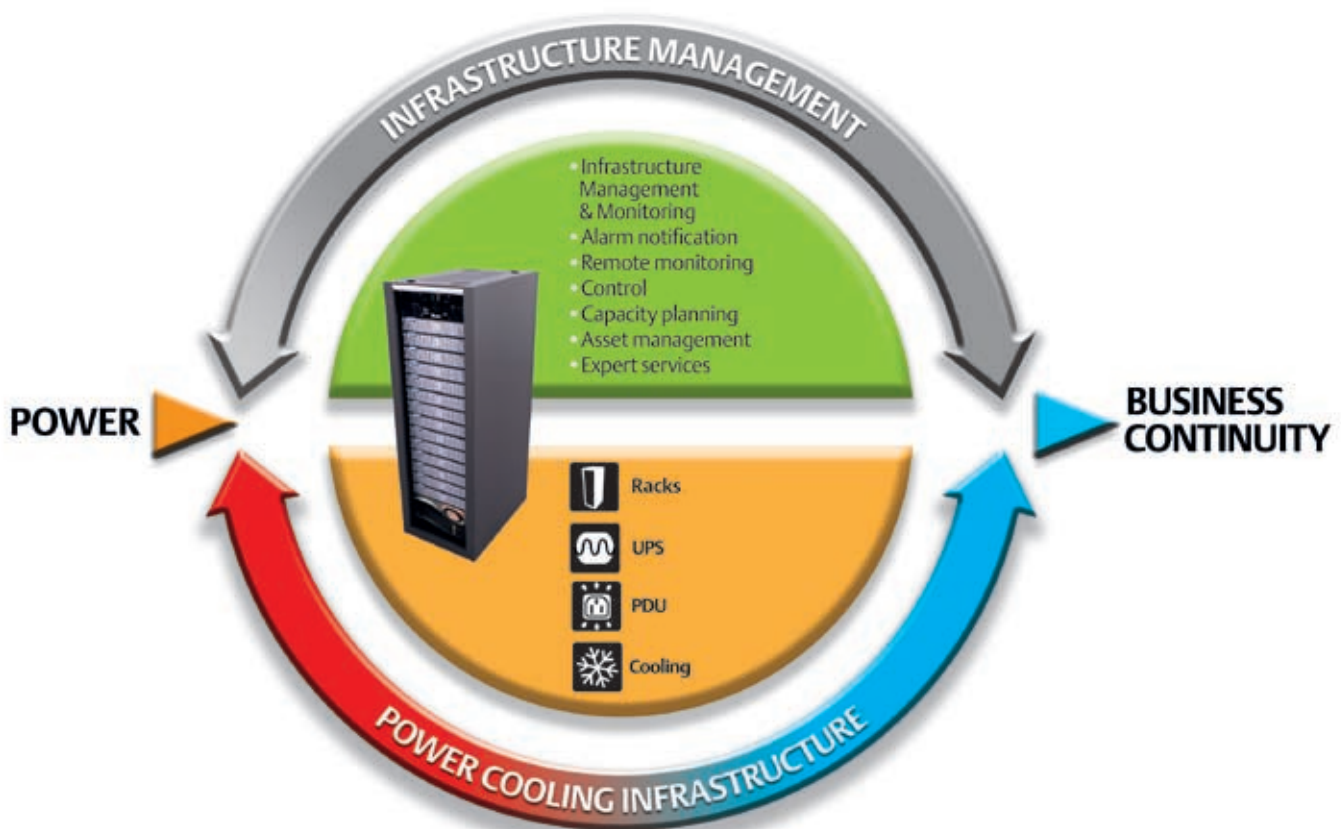 INFRASTRUCTURE MANAGEMENT
• Infrastructure
Management
& Monitoring
• Alarm notification
• Remote monitoring
• Control
• Capacity planning
• Asset management
• Expert services
POWER
BUSINESS
CONTINUITY
Racks
UPS
PDU
Cooling
POWER COOLING INFRASTRUCTURE